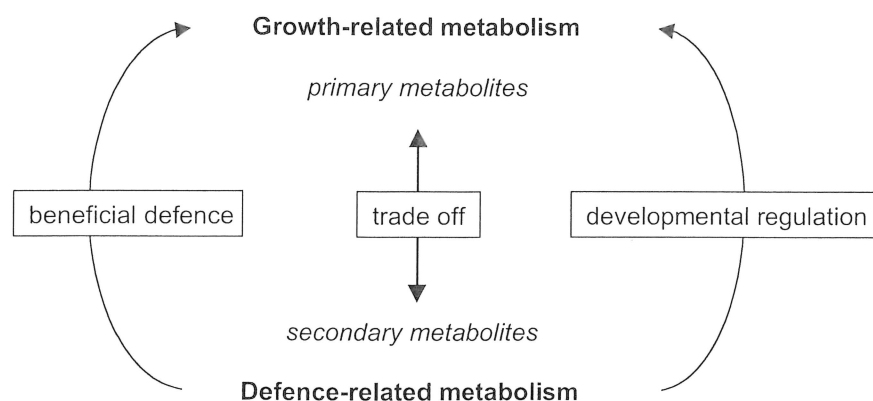 Growth-related metabolism
primary metabolites
beneficial defence
trade off
developmental regulation
secondary metabolites
Defence-related metabolism